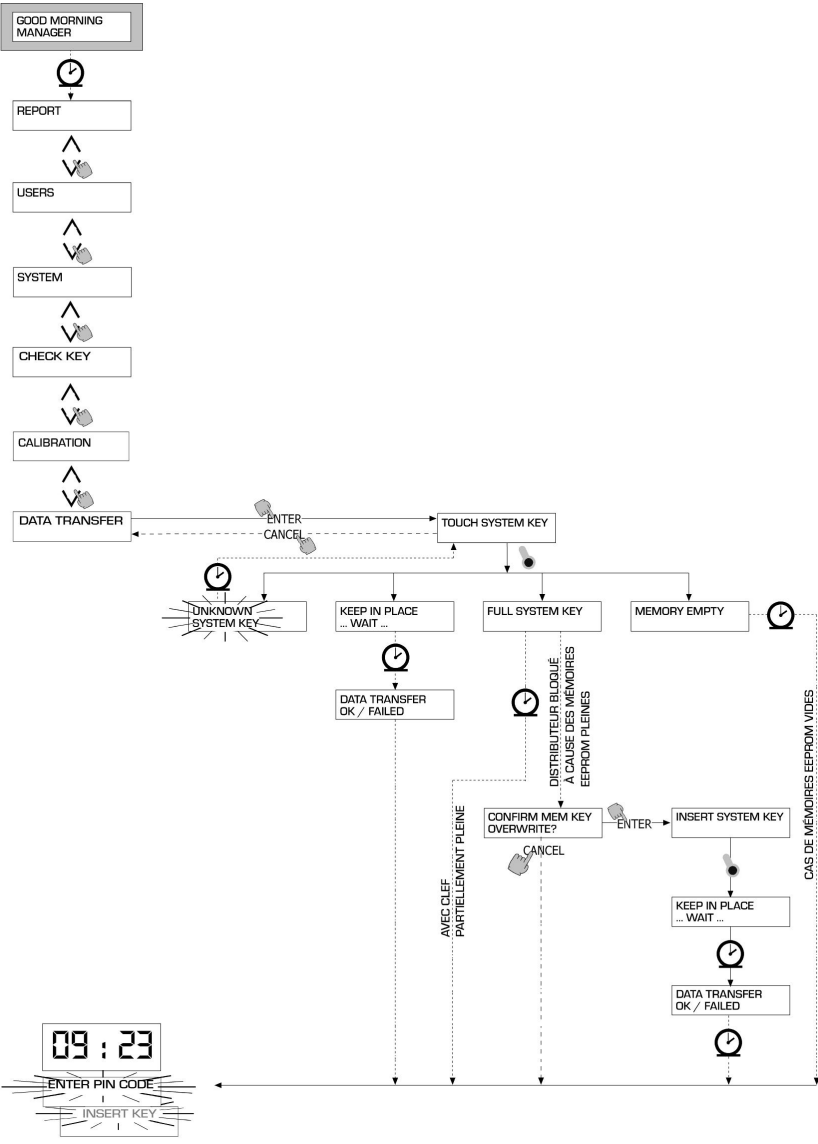 GOOD MORNING
MANAGER
REPORT
USERS
SYSTEM
CHECK KEY
CALIBRATION
DATA TRANSFER
ENTER
CANCEL
TOUCH SYSTEM KEY
UNKNOWN
SYSTEM KEY
KEEP IN PLACE
... WAIT ...
FULL SYSTEM KEY
MEMORY EMPTY
DATA TRANSFER
OK / FAILED
DISTRIBUTEUR BLOQUÉ
À CAUSE DES MÉMOIRES
EEPROM PLEINES
AVEC CLEF
PARTIELLEMENT PLEINE
CAS DE MÉMOIRES EEPROM VIDES
CONFIRM MEM KEY
OVERWRITE?
ENTER
INSERT SYSTEM KEY
CANCEL
KEEP IN PLACE
... WAIT ...
DATA TRANSFER
OK / FAILED
09 : 23
ENTER PIN CODE
INSERT KEY